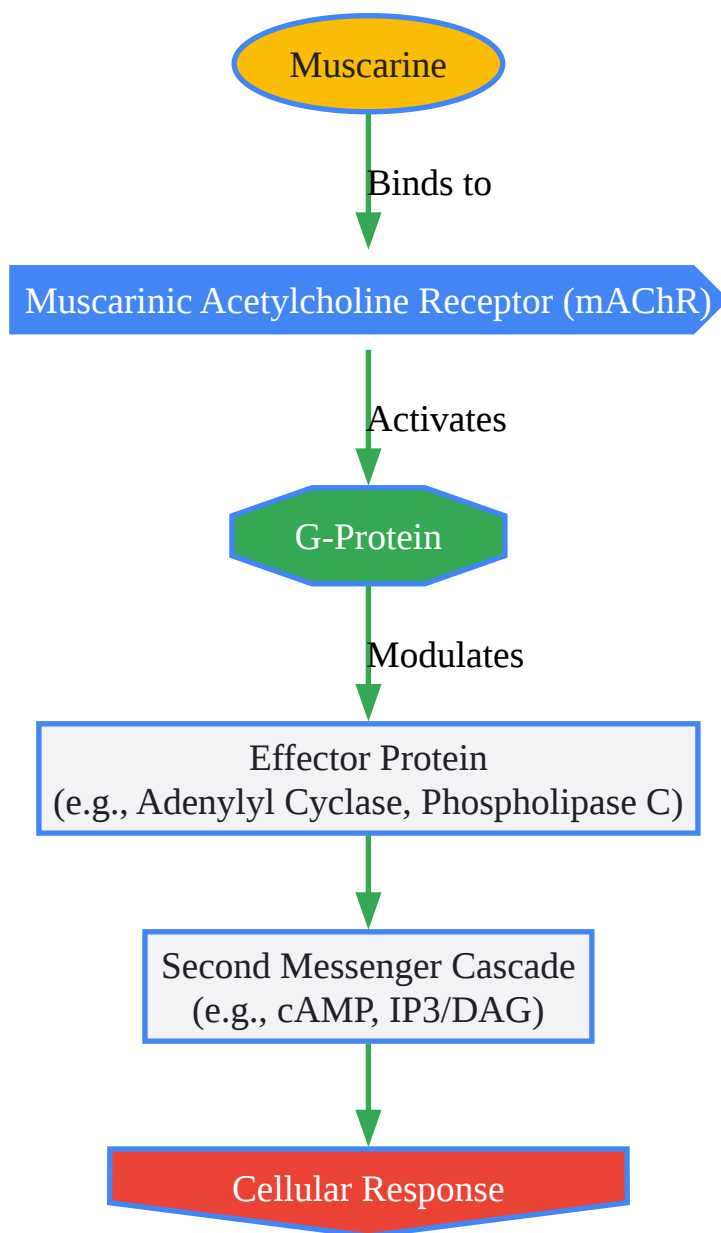 Muscarine
Binds to
Muscarinic Acetylcholine Receptor (mAChR)
Activates
G-Protein
Modulates
Effector Protein
(e.g., Adenylyl Cyclase, Phospholipase C)
Second Messenger Cascade
(e.g., cAMP, IP3/DAG)
Cellular Response